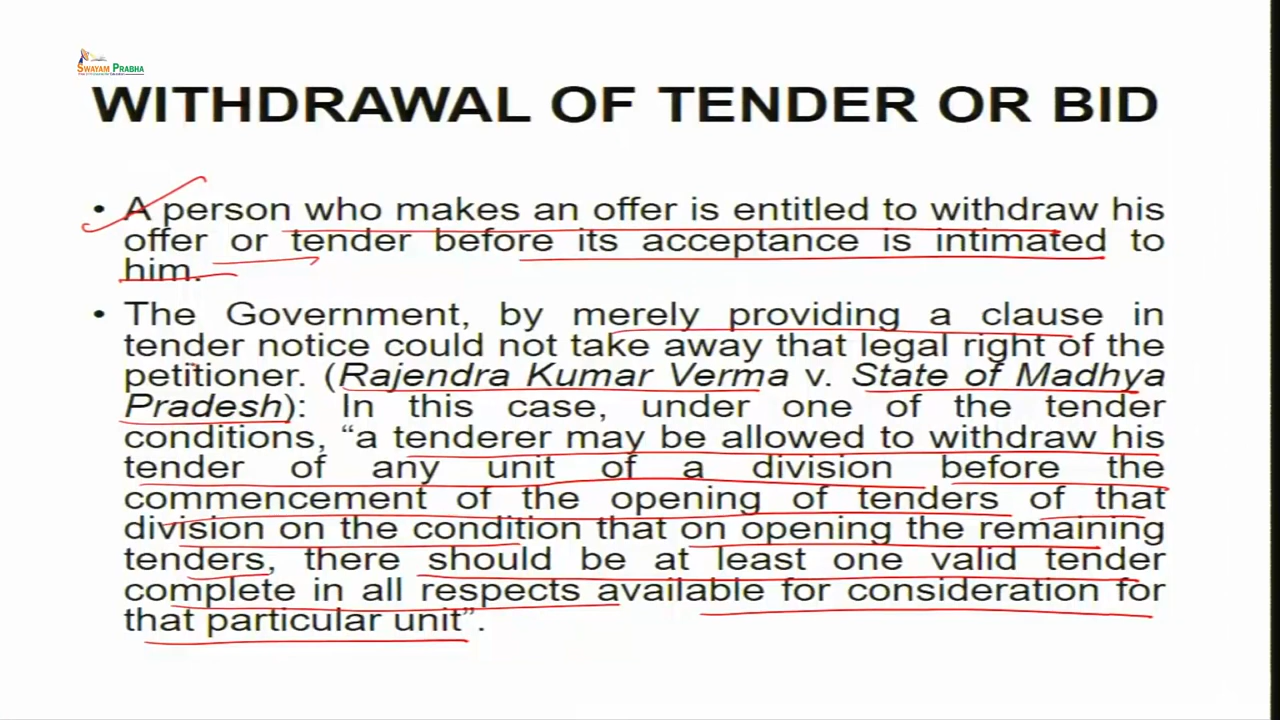 SWAYAM PRABHA
WITHDRAWAL OF TENDER OR BID
• A person who makes an offer is entitled to withdraw his
offer or tender before its acceptance is intimated to
him.
• The Government, by merely providing a clause in
tender notice could not take away that legal right of the
petitioner. (Rajendra Kumar Verma v. State of Madhya
Pradesh): In this case, under one of the tender
conditions, “a tenderer may be allowed to withdraw his
tender of any unit of a division before the
commencement of the opening of tenders of that
division on the condition that on opening the remaining
tenders, there should be at least one valid tender
complete in all respects available for consideration for
that particular unit”.